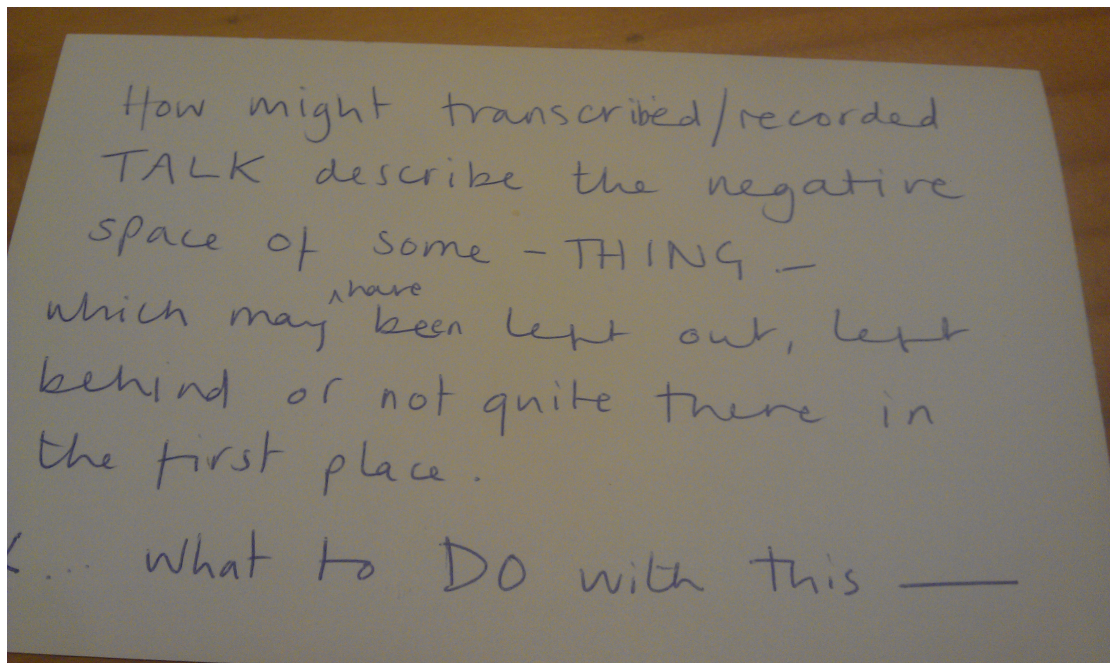 How might transcribed/recorded
TALK describe the negative
space of some - THING -
which may ^have been left out, left
behind or not quite there in
the first place.
... what to DO with this ——